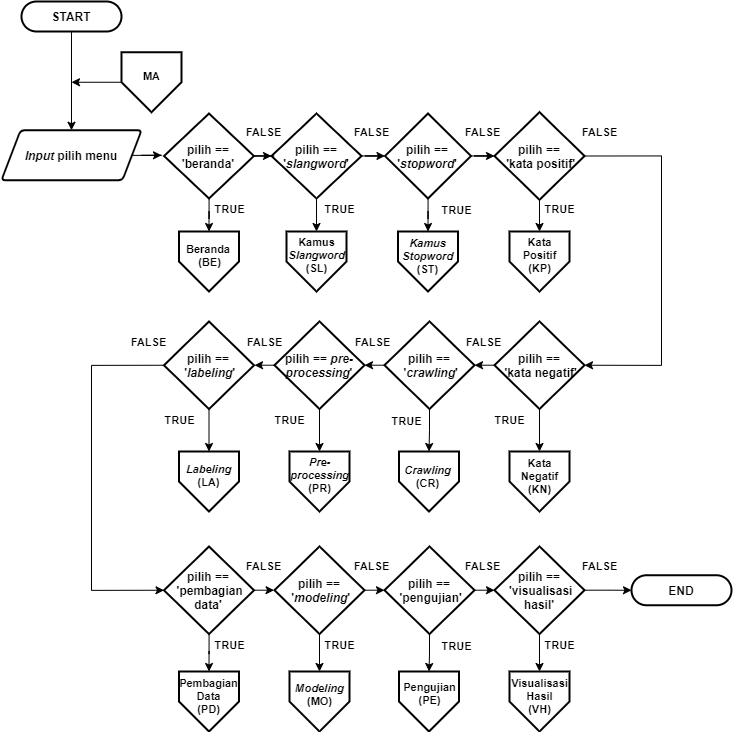 START
MA
Input pilih menu
pilih ==
'beranda'
FALSE
pilih ==
'slangword'
FALSE
pilih ==
'stopword'
FALSE
pilih ==
'kata positif'
FALSE
TRUE
TRUE
TRUE
TRUE
Beranda
(BE)
Kamus
Slangword
(SL)
Kamus
Stopword
(ST)
Kata
Positif
(KP)
FALSE
pilih ==
'labeling'
FALSE
pilih == pre-
processing'
FALSE
pilih ==
'crawling'
FALSE
pilih ==
'kata negatif'
TRUE
TRUE
TRUE
TRUE
Labeling
(LA)
Pre-
processing
(PR)
Crawling
(CR)
Kata
Negatif
(KN)
pilih ==
'pembagian
data'
FALSE
pilih ==
'modeling'
FALSE
pilih ==
'pengujian'
FALSE
pilih ==
'visualisasi
hasil'
FALSE
END
TRUE
TRUE
TRUE
TRUE
Pembagian
Data
(PD)
Modeling
(MO)
Pengujian
(PE)
Visualisasi
Hasil
(VH)